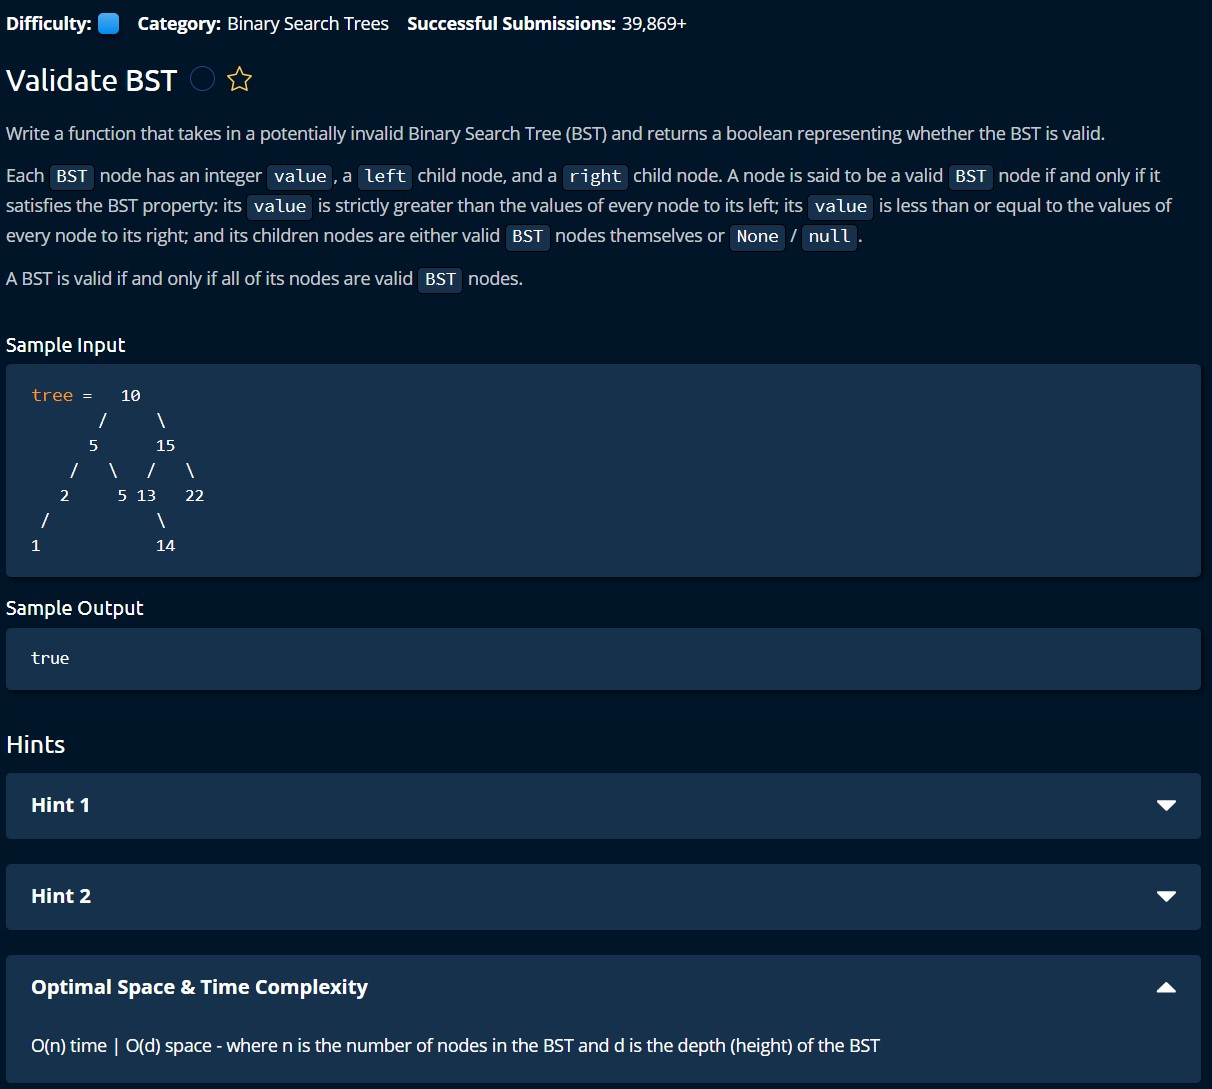 Difficulty: Category: Binary Search Trees Successful Submissions: 39,869+
Validate BST
Write a function that takes in a potentially invalid Binary Search Tree (BST) and returns a boolean representing whether the BST is valid.
Each BST node has an integer value, a left child node, and a right child node. A node is said to be a valid BST node if and only if it
satisfies the BST property: its value is strictly greater than the values of every node to its left; its value is less than or equal to the values of
every node to its right; and its children nodes are either valid BST nodes themselves or None / null.
A BST is valid if and only if all of its nodes are valid BST nodes.
Sample Input
tree =   10
       /     \
      5      15
    /   \   /   \
   2     5 13   22
 /           \
1            14
Sample Output
true
Hints
Hint 1
Hint 2
Optimal Space & Time Complexity
O(n) time | O(d) space - where n is the number of nodes in the BST and d is the depth (height) of the BST